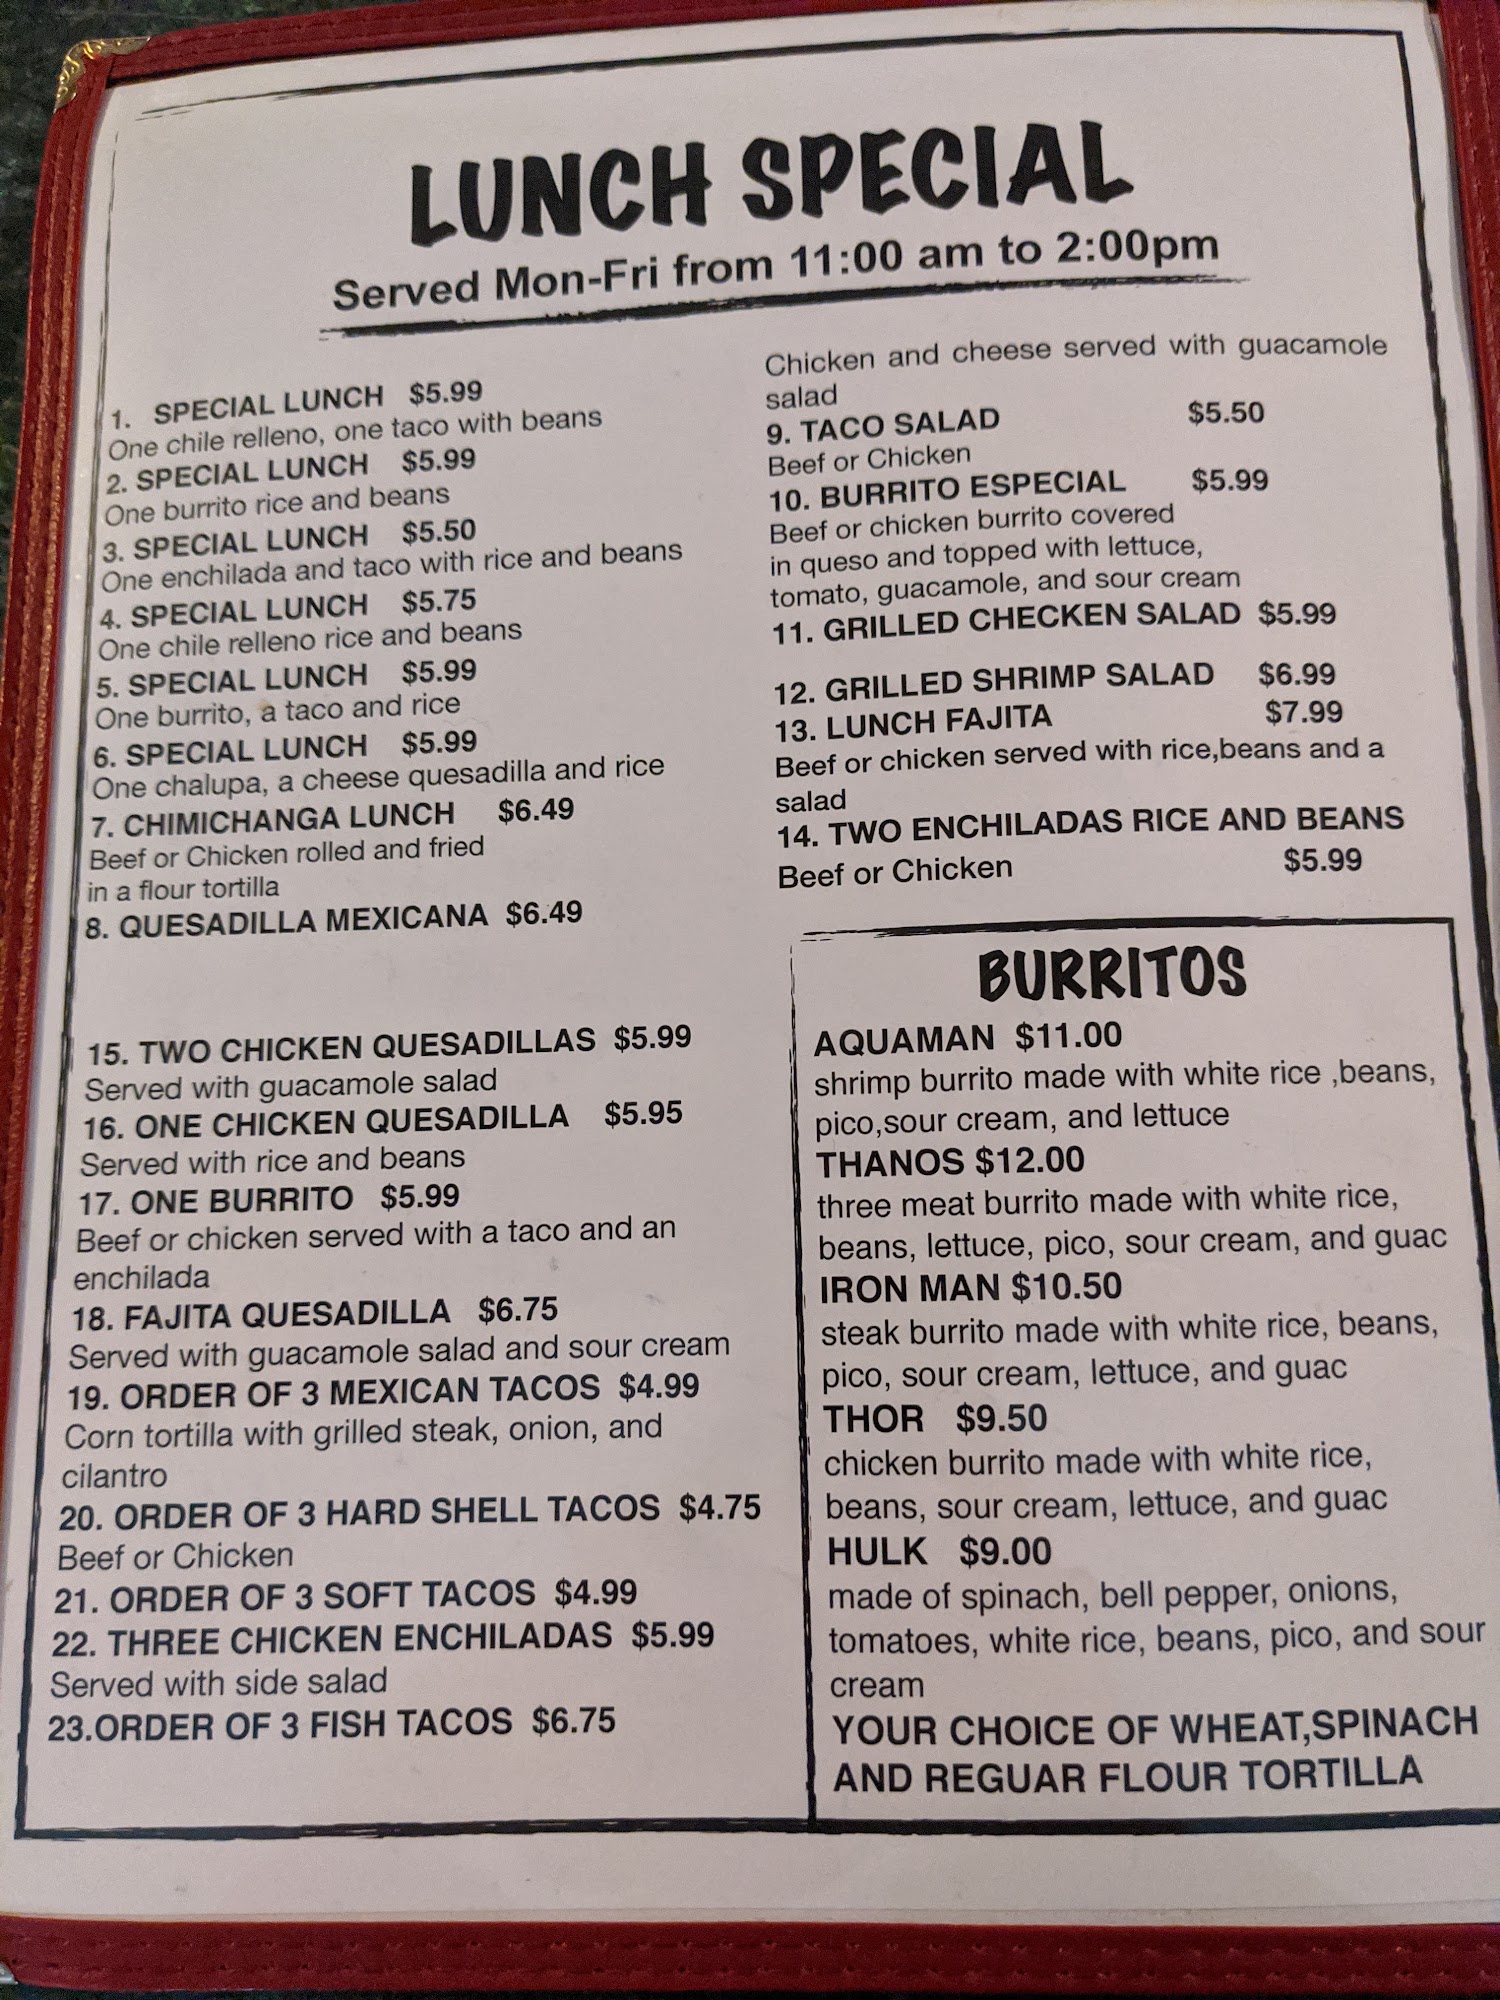 LUNCH SPECIAL
Served Mon-Fri from 11:00 am to 2:00pm
1. SPECIAL LUNCH $5.99
One chile relleno, one taco with beans
2. SPECIAL LUNCH $5.99
One burrito rice and beans
3. SPECIAL LUNCH $5.50
One enchilada and taco with rice and beans
4. SPECIAL LUNCH $5.75
One chile relleno rice and beans
5. SPECIAL LUNCH $5.99
One burrito, a taco and rice
6. SPECIAL LUNCH $5.99
One chalupa, a cheese quesadilla and rice
7. CHIMICHANGA LUNCH $6.49
Beef or Chicken rolled and fried
in a flour tortilla
8. QUESADILLA MEXICANA $6.49
Chicken and cheese served with guacamole
salad
9. TACO SALAD $5.50
Beef or Chicken
10. BURRITO ESPECIAL $5.99
Beef or chicken burrito covered
in queso and topped with lettuce,
tomato, guacamole, and sour cream
11. GRILLED CHECKEN SALAD $5.99
12. GRILLED SHRIMP SALAD $6.99
13. LUNCH FAJITA $7.99
Beef or chicken served with rice,beans and a
salad
14. TWO ENCHILADAS RICE AND BEANS
Beef or Chicken $5.99
15. TWO CHICKEN QUESADILLAS $5.99
Served with guacamole salad
16. ONE CHICKEN QUESADILLA $5.95
Served with rice and beans
17. ONE BURRITO $5.99
Beef or chicken served with a taco and an
enchilada
18. FAJITA QUESADILLA $6.75
Served with guacamole salad and sour cream
19. ORDER OF 3 MEXICAN TACOS $4.99
Corn tortilla with grilled steak, onion, and
cilantro
20. ORDER OF 3 HARD SHELL TACOS $4.75
Beef or Chicken
21. ORDER OF 3 SOFT TACOS $4.99
22. THREE CHICKEN ENCHILADAS $5.99
Served with side salad
23.ORDER OF 3 FISH TACOS $6.75
BURRITOS
AQUAMAN $11.00
shrimp burrito made with white rice ,beans,
pico,sour cream, and lettuce
THANOS $12.00
three meat burrito made with white rice,
beans, lettuce, pico, sour cream, and guac
IRON MAN $10.50
steak burrito made with white rice, beans,
pico, sour cream, lettuce, and guac
THOR $9.50
chicken burrito made with white rice,
beans, sour cream, lettuce, and guac
HULK $9.00
made of spinach, bell pepper, onions,
tomatoes, white rice, beans, pico, and sour
cream
YOUR CHOICE OF WHEAT,SPINACH
AND REGUAR FLOUR TORTILLA